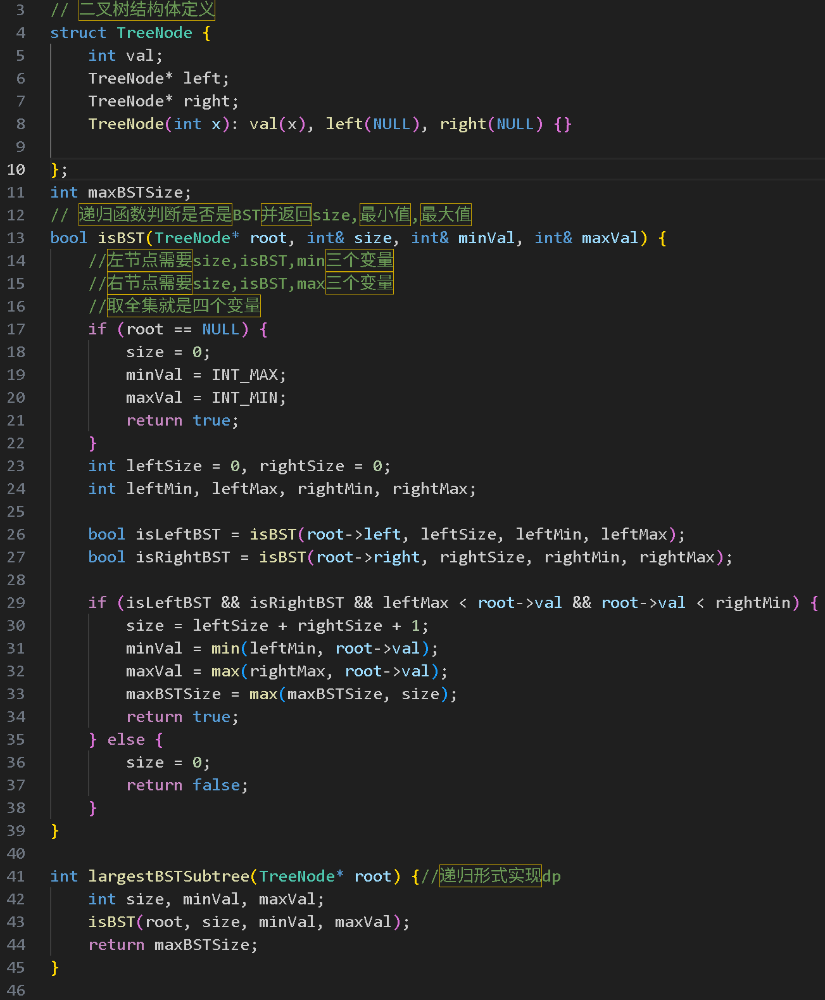 3 // 二叉树结构体定义
4 struct TreeNode {
5     int val;
6     TreeNode* left;
7     TreeNode* right;
8     TreeNode(int x): val(x), left(NULL), right(NULL) {}
9
10 };
11 int maxBSTSize;
12 // 递归函数判断是否是BST并返回size,最小值,最大值
13 bool isBST(TreeNode* root, int& size, int& minVal, int& maxVal) {
14     //左节点需要size,isBST,min三个变量
15     //右节点需要size,isBST,max三个变量
16     //取全集就是四个变量
17     if (root == NULL) {
18         size = 0;
19         minVal = INT_MAX;
20         maxVal = INT_MIN;
21         return true;
22     }
23     int leftSize = 0, rightSize = 0;
24     int leftMin, leftMax, rightMin, rightMax;
25
26     bool isLeftBST = isBST(root->left, leftSize, leftMin, leftMax);
27     bool isRightBST = isBST(root->right, rightSize, rightMin, rightMax);
28
29     if (isLeftBST && isRightBST && leftMax < root->val && root->val < rightMin) {
30         size = leftSize + rightSize + 1;
31         minVal = min(leftMin, root->val);
32         maxVal = max(rightMax, root->val);
33         maxBSTSize = max(maxBSTSize, size);
34         return true;
35     } else {
36         size = 0;
37         return false;
38     }
39 }
40
41 int largestBSTSubtree(TreeNode* root) {//递归形式实现dp
42     int size, minVal, maxVal;
43     isBST(root, size, minVal, maxVal);
44     return maxBSTSize;
45 }
46